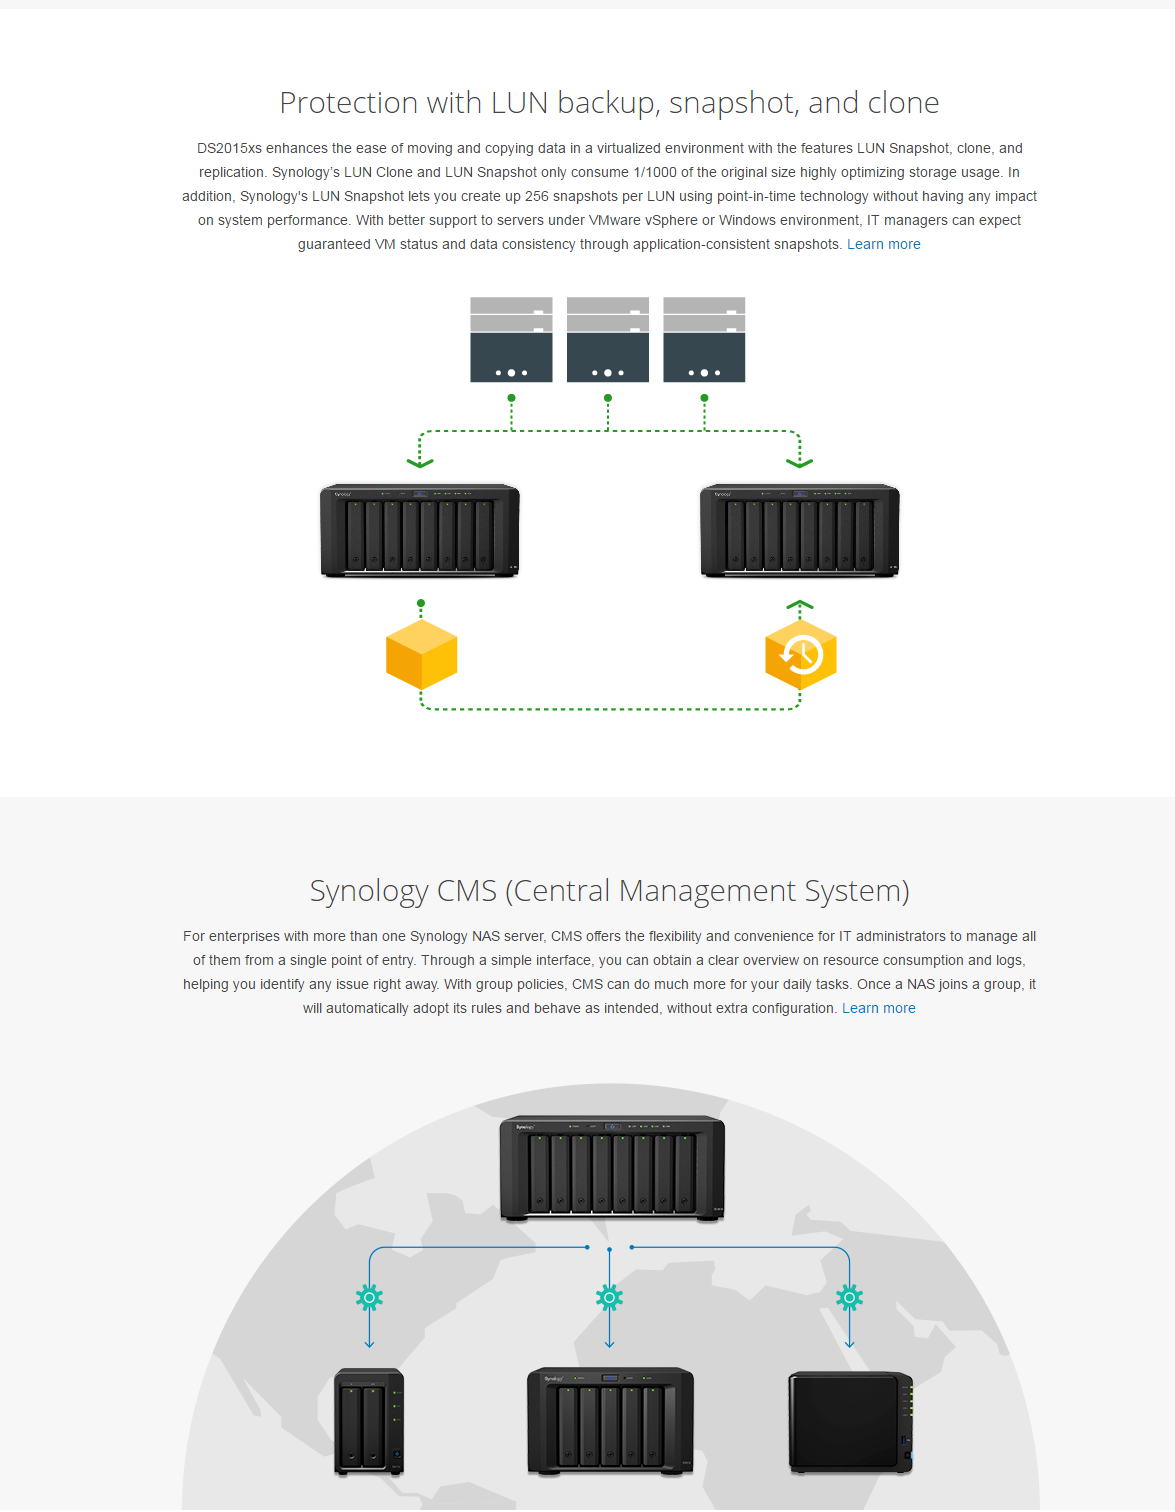 Protection with LUN backup, snapshot, and clone
DS2015xs enhances the ease of moving and copying data in a virtualized environment with the features LUN Snapshot, clone, and
replication. Synology’s LUN Clone and LUN Snapshot only consume 1/1000 of the original size highly optimizing storage usage. In
addition, Synology's LUN Snapshot lets you create up 256 snapshots per LUN using point-in-time technology without having any impact
on system performance. With better support to servers under VMware vSphere or Windows environment, IT managers can expect
guaranteed VM status and data consistency through application-consistent snapshots. Learn more
Synology
Synology
Synology CMS (Central Management System)
For enterprises with more than one Synology NAS server, CMS offers the flexibility and convenience for IT administrators to manage all
of them from a single point of entry. Through a simple interface, you can obtain a clear overview on resource consumption and logs,
helping you identify any issue right away. With group policies, CMS can do much more for your daily tasks. Once a NAS joins a group, it
will automatically adopt its rules and behave as intended, without extra configuration. Learn more
Synology
Synology